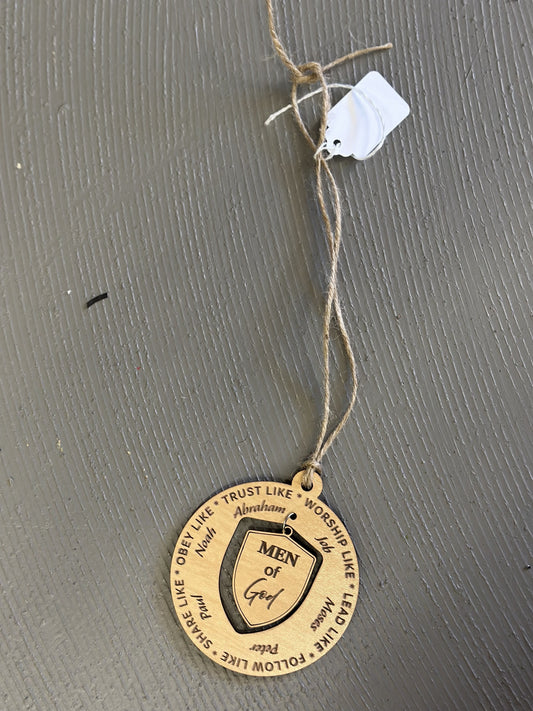 * TRUST LIKE * WORSHIP LIKE * LEAD LIKE * FOLLOW LIKE * SHARE LIKE * OBEY LIKE
Abraham
Job
Moses
Peter
Paul
Noah
MEN
of
God